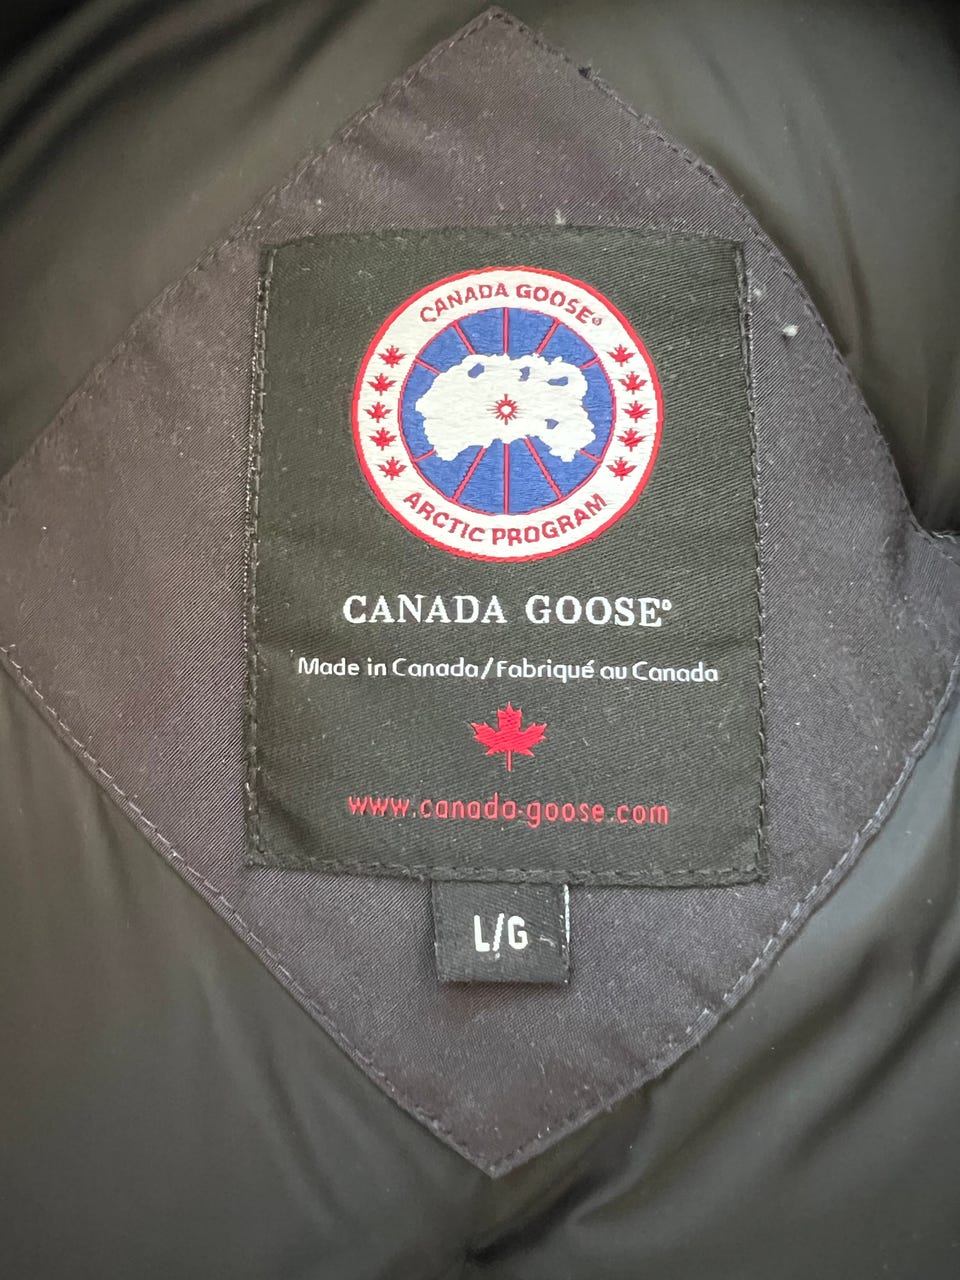 CANADA GOOSE®
ARCTIC PROGRAM
CANADA GOOSE®
Made in Canada/Fabriqué au Canada
www.canada-goose.com
L/G